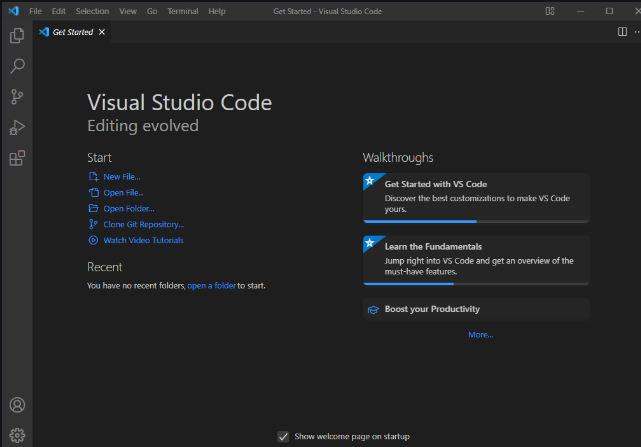 File Edit Selection View Go Terminal Help
Get Started - Visual Studio Code
Get Started
Visual Studio Code
Editing evolved
Start
New File...
Open File...
Open Folder...
Clone Git Repository...
Watch Video Tutorials
Recent
You have no recent folders, open a folder to start.
Walkthroughs
Get Started with VS Code
Discover the best customizations to make VS Code
yours.
Learn the Fundamentals
Jump right into VS Code and get an overview of the
must-have features.
Boost your Productivity
More...
Show welcome page on startup